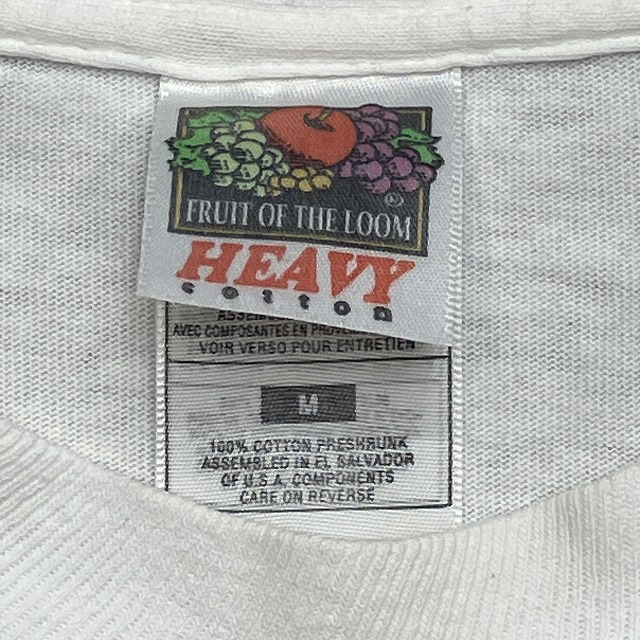 FRUIT OF THE LOOM
®
HEAVY
cotton
AVEC COMPOSANTES EN
VOIR VERSO POUR ENTRETIEN
M
100% COTTON PRESHRUNK
ASSEMBLED IN EL SALVADOR
OF U.S.A. COMPONENTS
CARE ON REVERSE